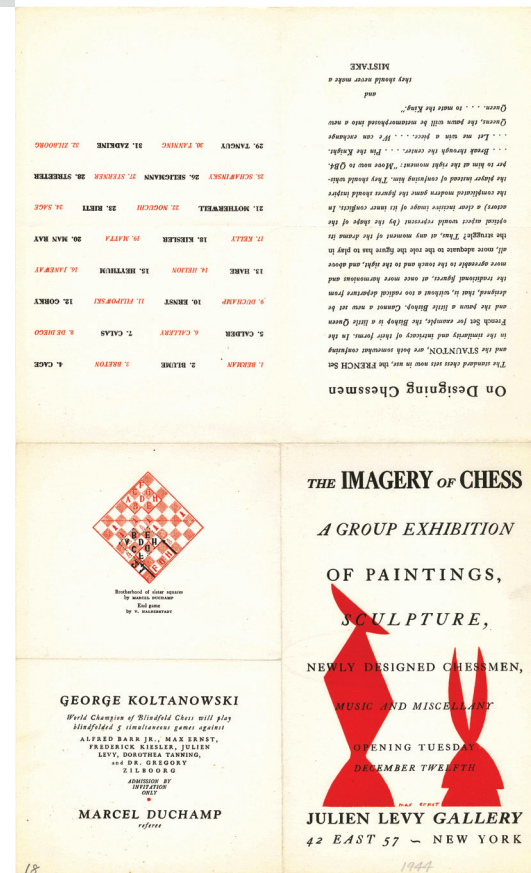 THE IMAGERY OF CHESS
A GROUP EXHIBITION
OF PAINTINGS,
SCULPTURE,
NEWLY DESIGNED CHESSMEN,
MUSIC AND MISCELLANY
OPENING TUESDAY
DECEMBER TWELFTH
MAX ERNST
JULIEN LEVY GALLERY
42 EAST 57 – NEW YORK
1944
Brotherhood of sister squares
by MARCEL DUCHAMP
End game
by V. HALBERSTADT
GEORGE KOLTANOWSKI
World Champion of Blindfold Chess will play
blindfolded 5 simultaneous games against
ALFRED BARR JR., MAX ERNST,
FREDERICK KIESLER, JULIEN
LEVY, DOROTHEA TANNING,
and DR. GREGORY
ZILBOORG
ADMISSION BY
INVITATION
ONLY
MARCEL DUCHAMP
referee
18
On Designing Chessmen
The standard chess sets now in use, the FRENCH Set
and the STAUNTON, are both somewhat confusing
in the similarity and intricacy of their forms. In the
French Set for example, the Bishop is a little Queen
and the pawn a little Bishop. Cannot a new set be
designed, that is, without a too radical departure from
the traditional figures, at once more harmonious and
more agreeable to the touch and to the sight, and above
all, more adequate to the role the figure has to play in
the struggle? Thus, at any moment of the drama its
optical aspect would represent (by the shape of the
actors) a clear incisive image of its inner conflicts. In
the complicated modern game the figures should inspire
the player instead of confusing him. They should whis-
per to him at the right moment: "Move now to QB4.
. . . Break through the center. . . . Pin the Knight.
. . . Let me win a piece. . . . We can exchange
Queens, the pawn will be metamorphosed into a new
Queen. . . . to mate the King."
and
they should never make a
MISTAKE
1. BERMAN 2. BLUME 3. BRETON 4. CAGE
5. CALDER 6. CALLERY 7. CALAS 8. DE DIEGO
9. DUCHAMP 10. ERNST 11. FILIPOWSKI 12. GORKY
13. HARE 14. HELION 15. HEYTHUM 16. JANEWAY
17. KELLY 18. KIESLER 19. MATTA 20. MAN RAY
21. MOTHERWELL 22. NOGUCHI 23. RIETI 24. SAGE
25. SCHAWINSKY 26. SELIGMANN 27. STERNER 28. STREETER
29. TANGUY 30. TANNING 31. ZADKINE 32. ZILBOORG